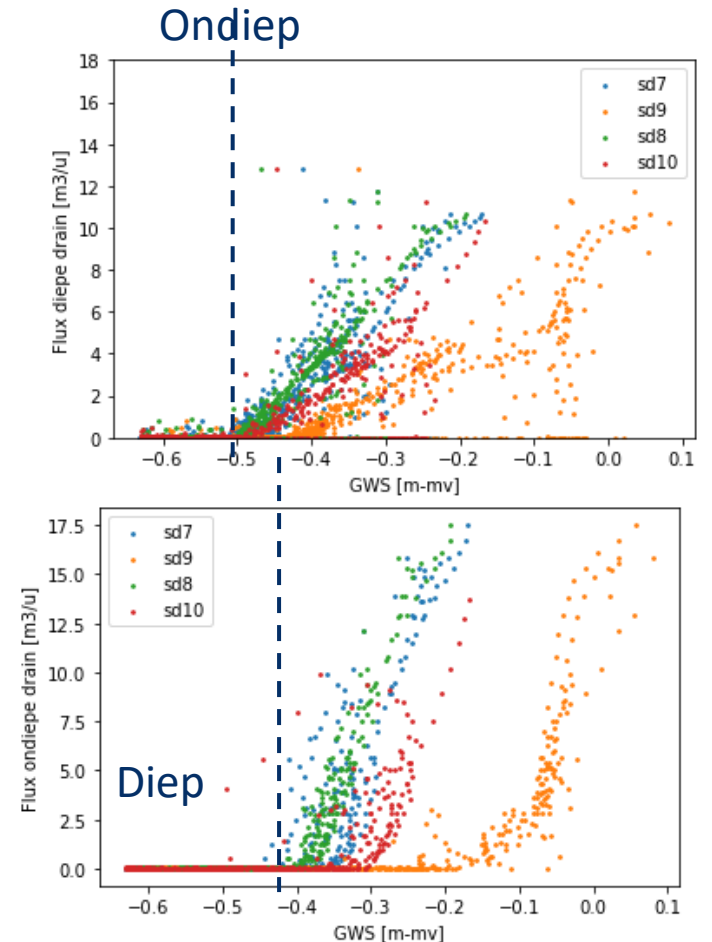 Ondiep
18
16
14
12
10
8
6
4
2
0
Flux diepe drain [m3/u]
sd7
sd9
sd8
sd10
−0.6 −0.5 −0.4 −0.3 −0.2 −0.1 0.0 0.1
GWS [m-mv]
17.5
15.0
12.5
10.0
7.5
5.0
2.5
0.0
Flux ondiepe drain [m3/u]
sd7
sd9
sd8
sd10
Diep
−0.6 −0.5 −0.4 −0.3 −0.2 −0.1 0.0 0.1
GWS [m-mv]